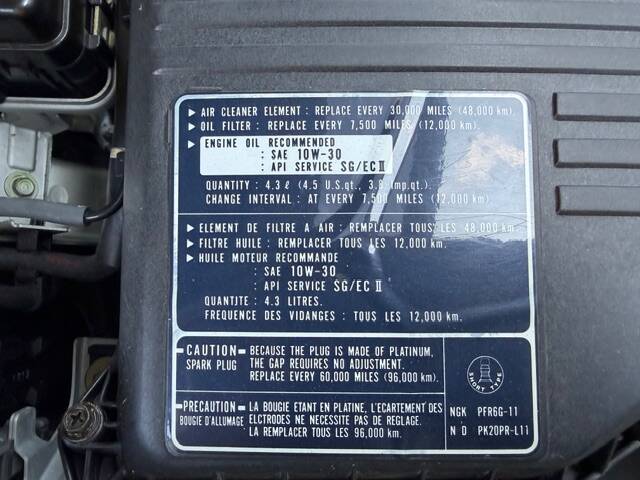 ▶ AIR CLEANER ELEMENT : REPLACE EVERY 30,000 MILES (48,000 km).
▶ OIL FILTER : REPLACE EVERY 7,500 MILES (12,000 km).
▶ ENGINE OIL RECOMMENDED
: SAE 10W-30
: API SERVICE SG/EC II
QUANTITY : 4.3 ℓ (4.5 U.S.qt., 3.8 Imp,qt.).
CHANGE INTERVAL : AT EVERY 7,500 MILES (12,000 km).
▶ ELEMENT DE FILTRE A AIR : REMPLACER TOUS LES 48,000 km.
▶ FILTRE HUILE : REMPLACER TOUS LES 12,000 km.
▶ HUILE MOTEUR RECOMMANDE
: SAE 10W-30
: API SERVICE SG/EC II
QUANTITE : 4.3 LITRES.
FREQUENCE DES VIDANGES : TOUS LES 12,000 km.
CAUTION
SPARK PLUG
BECAUSE THE PLUG IS MADE OF PLATINUM,
THE GAP REQUIRES NO ADJUSTMENT.
REPLACE EVERY 60,000 MILES (96,000 km).
PRECAUTION
BOUGIE D'ALLUMAGE
LA BOUGIE ETANT EN PLATINE, L'ECARTEMENT DES
ELCTRODES NE NECESSITE PAS DE REGLAGE.
LA REMPLACER TOUS LES 96,000 km.
SHORT TYPE
NGK PFR6G-11
N D PK20PR-L11